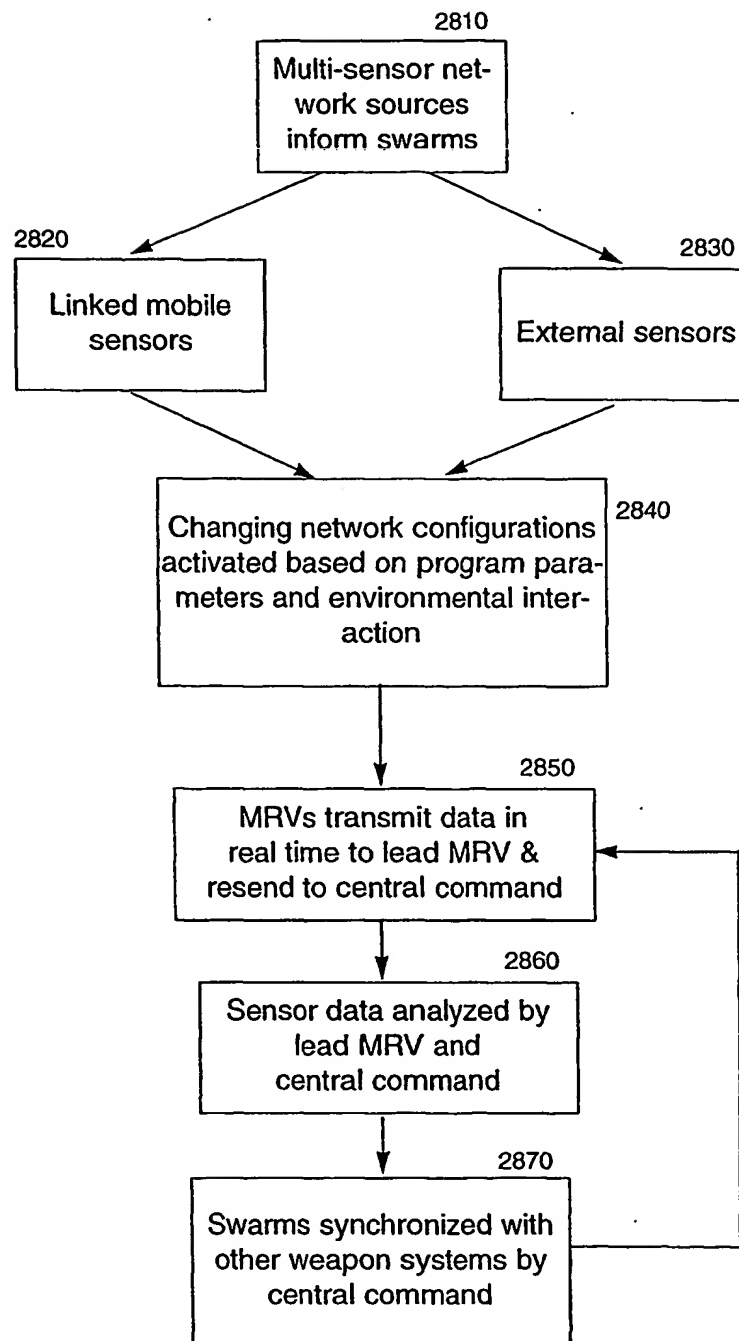 2810
Multi-sensor net-
work sources
inform swarms
2820
Linked mobile
sensors
2830
External sensors
2840
Changing network configurations
activated based on program para-
meters and environmental inter-
action
2850
MRVs transmit data in
real time to lead MRV &
resend to central command
2860
Sensor data analyzed by
lead MRV and
central command
2870
Swarms synchronized with
other weapon systems by
central command